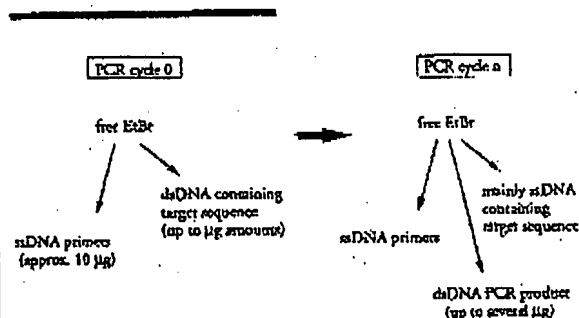 PCR cycle 0
PCR cycle n
free EtBr
free EtBr
dsDNA containing
target sequence
(up to µg amounts)
ssDNA primers
(approx. 10 µg)
mainly ssDNA
containing
target sequence
ssDNA primers
dsDNA PCR product
(up to several µg)